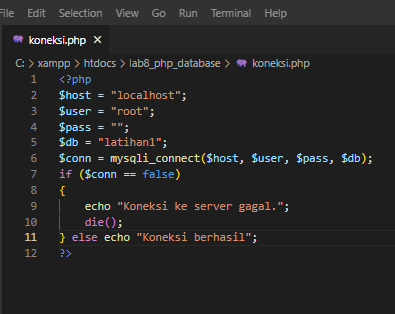 File Edit Selection View Go Run Terminal Help
koneksi.php ×
C: > xampp > htdocs > lab8_php_database > koneksi.php
1 <?php
2 $host = "localhost";
3 $user = "root";
4 $pass = "";
5 $db = "latihan1";
6 $conn = mysqli_connect($host, $user, $pass, $db);
7 if ($conn == false)
8 {
9 echo "Koneksi ke server gagal.";
10 die();
11 } else echo "Koneksi berhasil";
12 ?>